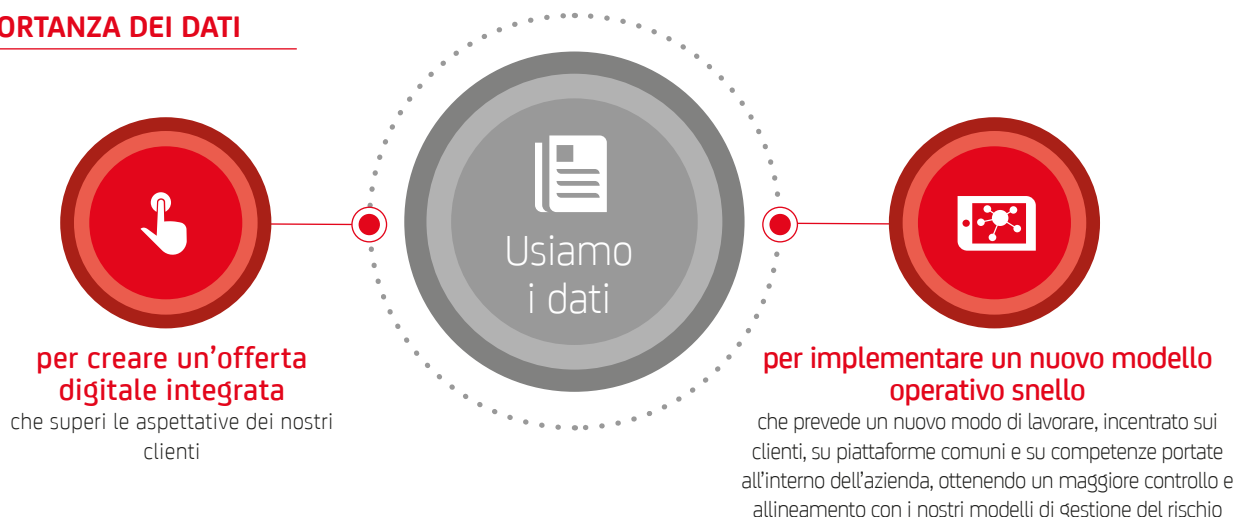 ORTANZA DEI DATI
Usiamo
i dati
per creare un’offerta
digitale integrata
che superi le aspettative dei nostri
clienti
per implementare un nuovo modello
operativo snello
che prevede un nuovo modo di lavorare, incentrato sui
clienti, su piattaforme comuni e su competenze portate
all’interno dell’azienda, ottenendo un maggiore controllo e
allineamento con i nostri modelli di gestione del rischio